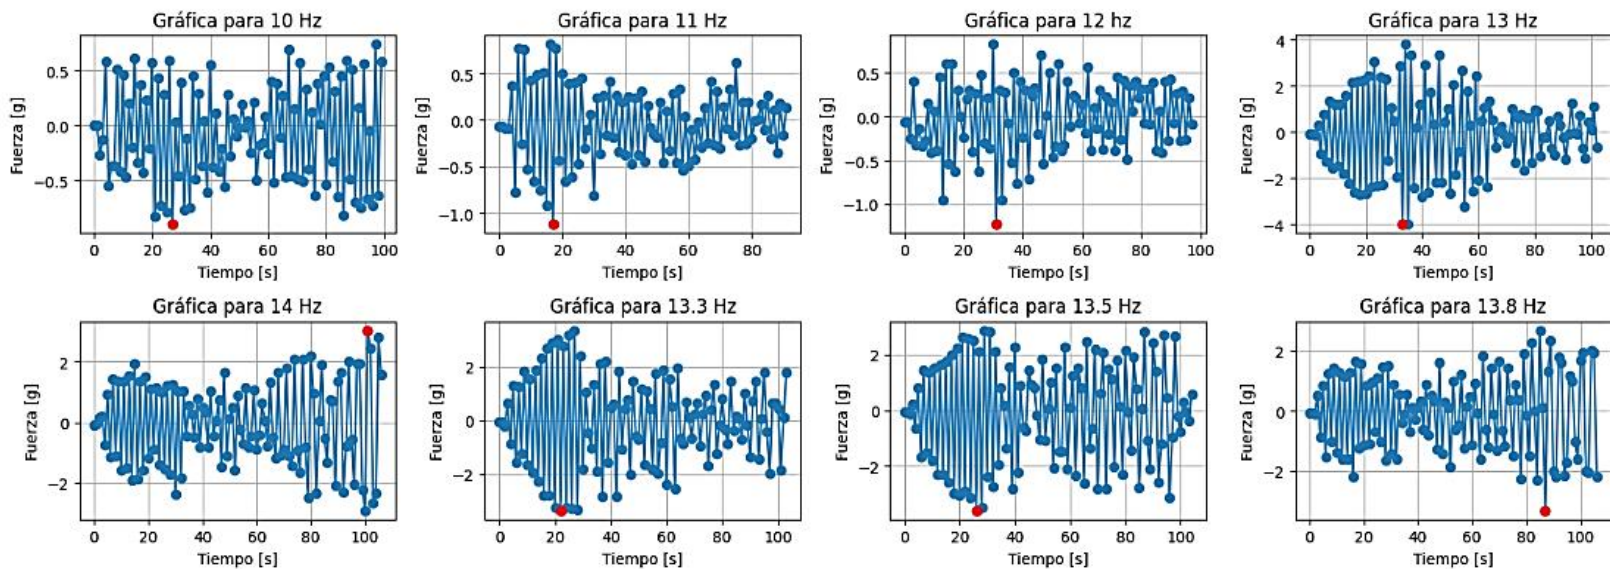 Gráfica para 10 Hz
Gráfica para 11 Hz
Gráfica para 12 hz
Gráfica para 13 Hz
Fuerza [g]
0.5
0.0
−0.5
0 20 40 60 80 100
Tiempo [s]
Fuerza [g]
0.5
0.0
−0.5
−1.0
0 20 40 60 80
Tiempo [s]
Fuerza [g]
0.5
0.0
−0.5
−1.0
0 20 40 60 80 100
Tiempo [s]
Fuerza [g]
4
2
0
−2
−4
0 20 40 60 80 100
Tiempo [s]
Gráfica para 14 Hz
Gráfica para 13.3 Hz
Gráfica para 13.5 Hz
Gráfica para 13.8 Hz
Fuerza [g]
2
0
−2
0 20 40 60 80 100
Tiempo [s]
Fuerza [g]
2
0
−2
0 20 40 60 80 100
Tiempo [s]
Fuerza [g]
2
0
−2
0 20 40 60 80 100
Tiempo [s]
Fuerza [g]
2
0
−2
0 20 40 60 80 100
Tiempo [s]